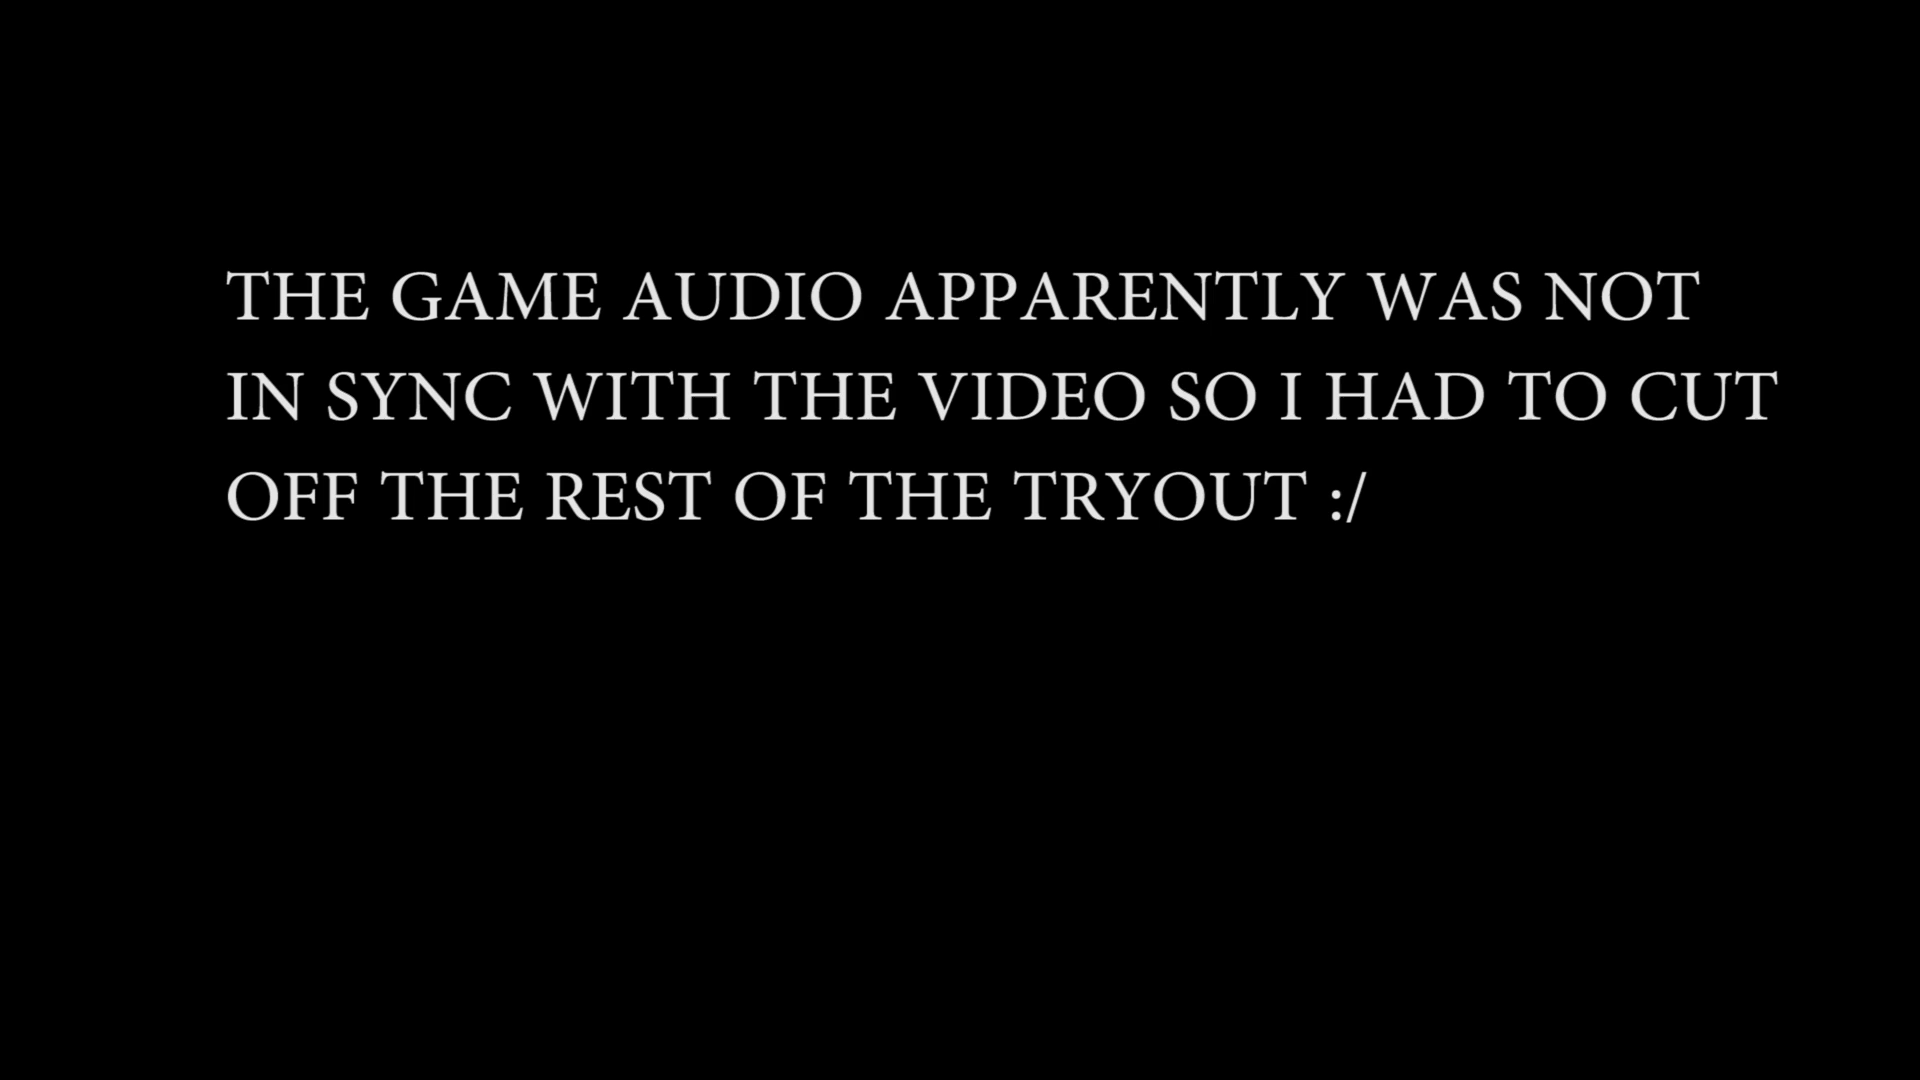 THE GAME AUDIO APPARENTLY WAS NOT
IN SYNC WITH THE VIDEO SO I HAD TO CUT
OFF THE REST OF THE TRYOUT :/